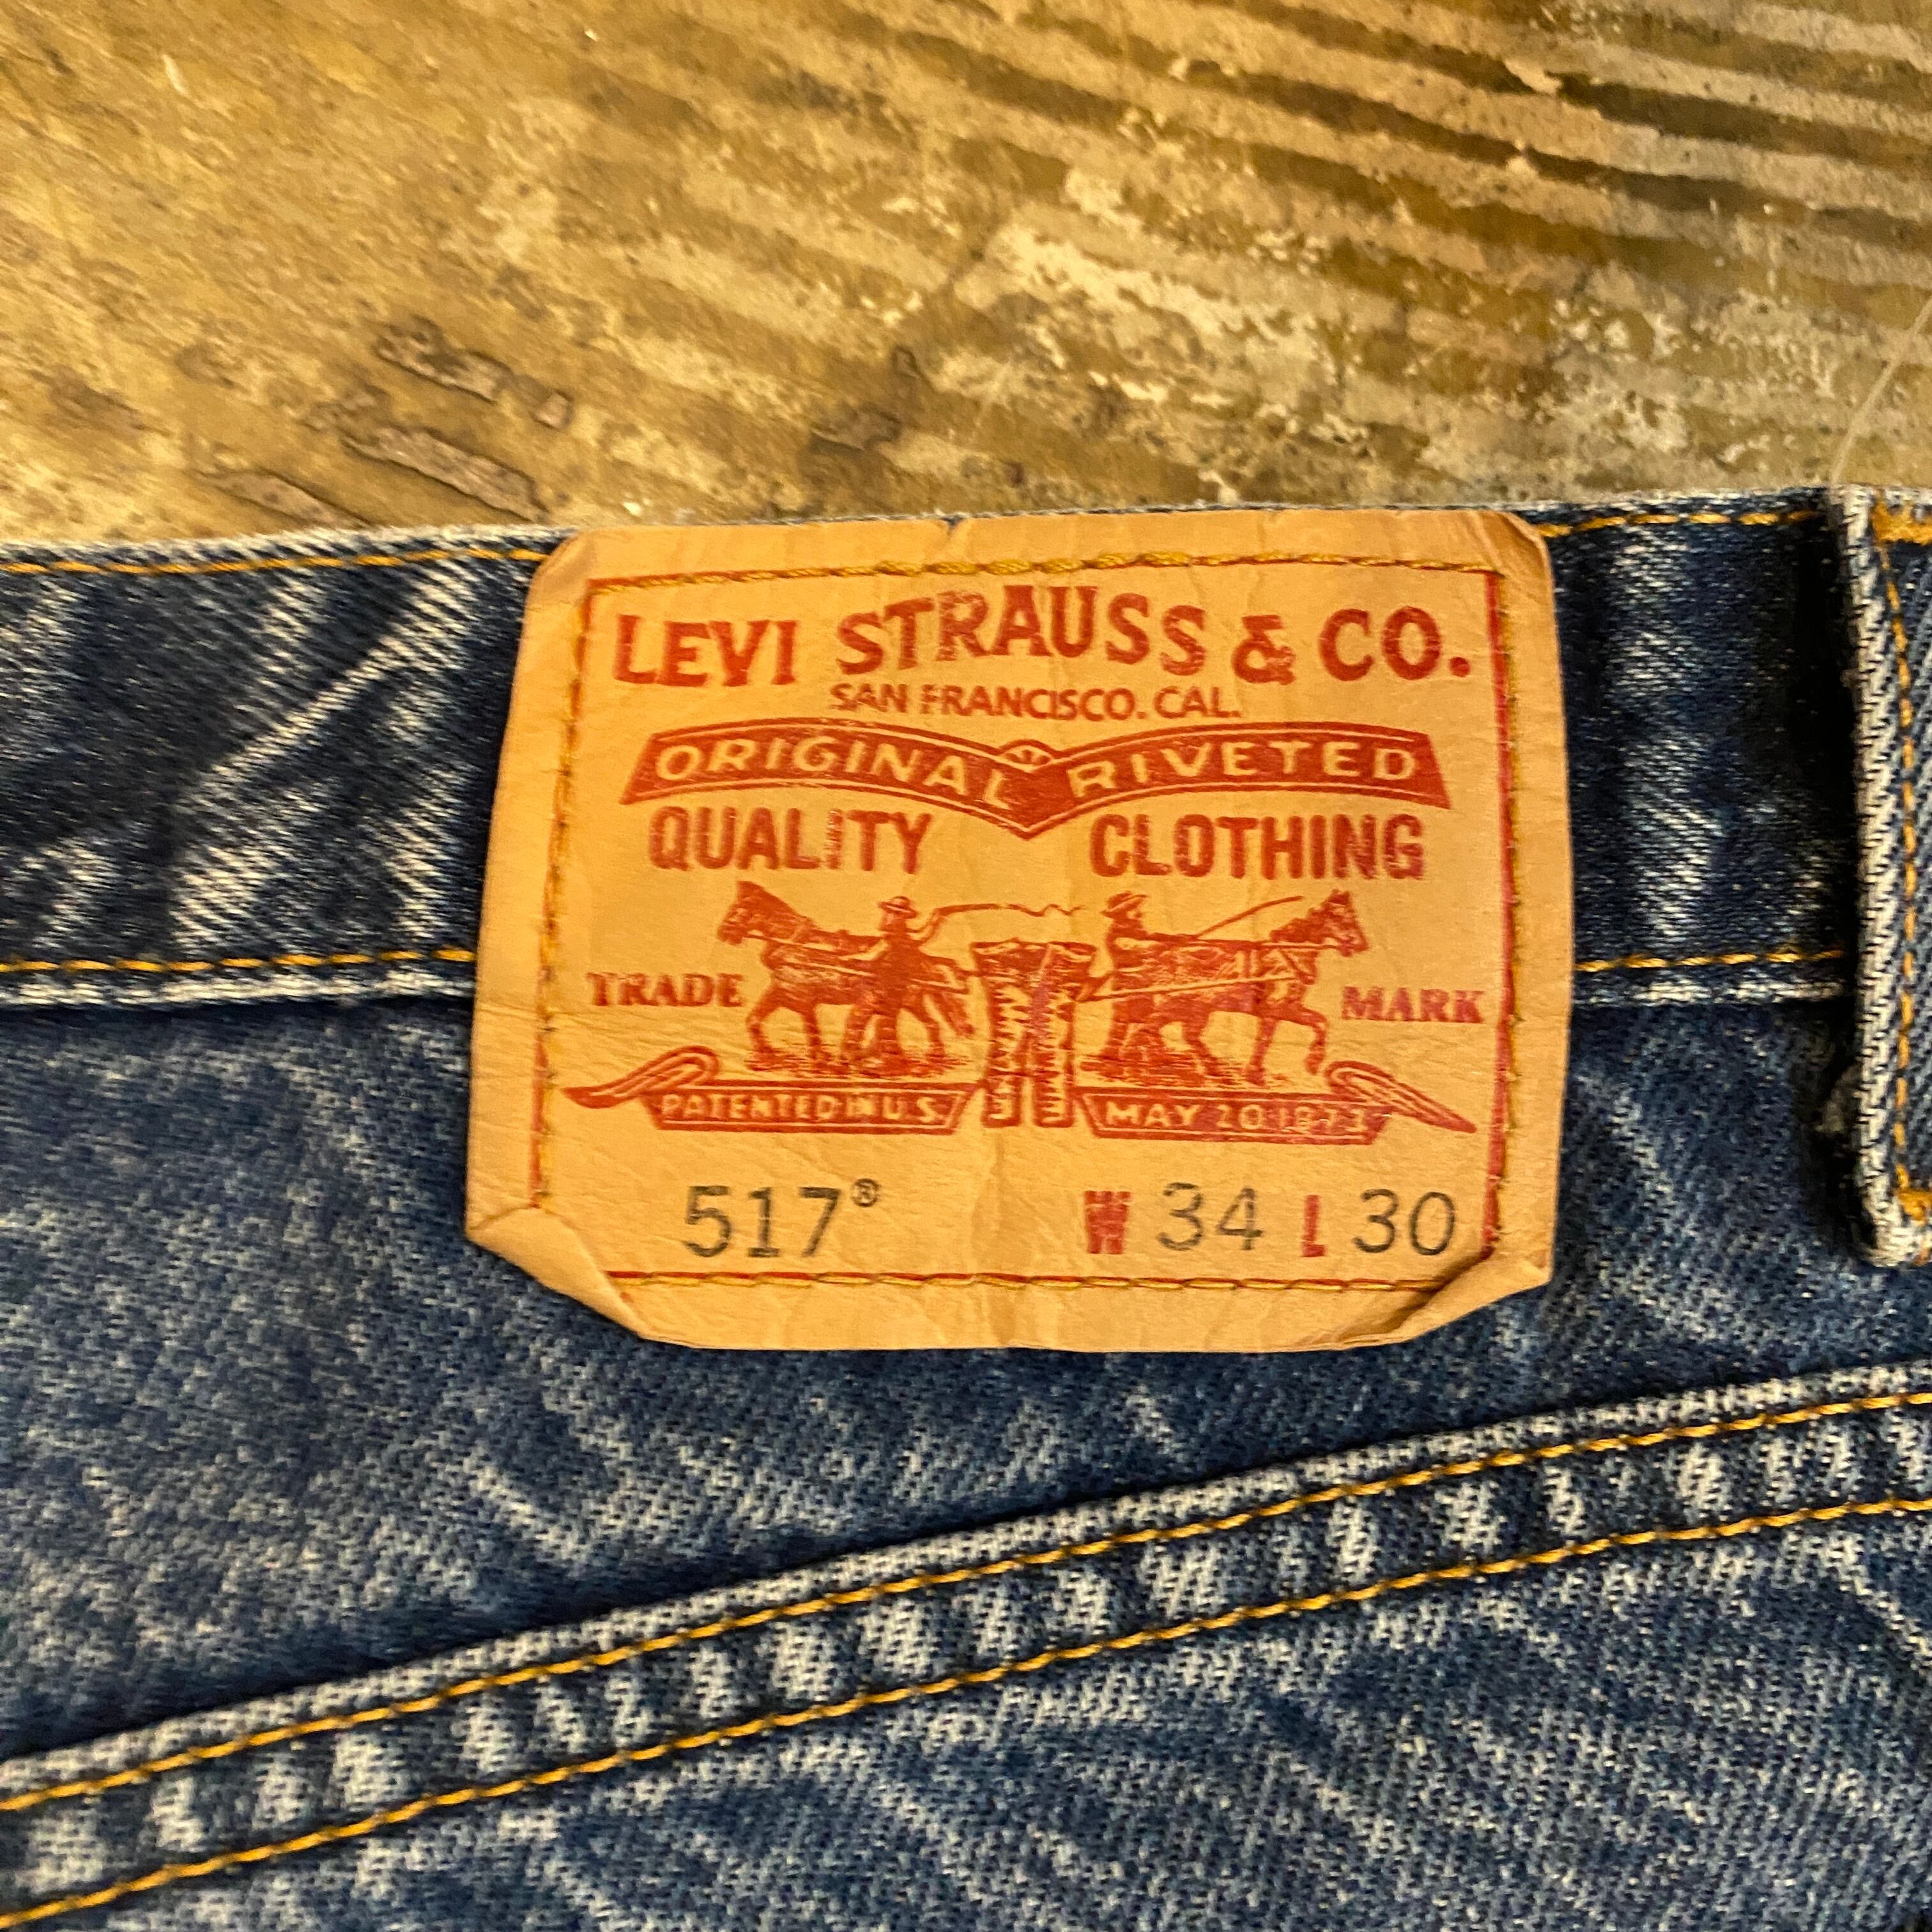 LEVI STRAUSS & CO.
SAN FRANCISCO. CAL.
ORIGINAL RIVETED
QUALITY CLOTHING
TRADE MARK
PATENTED IN U.S. MAY 20 1873
517® W 34 L 30